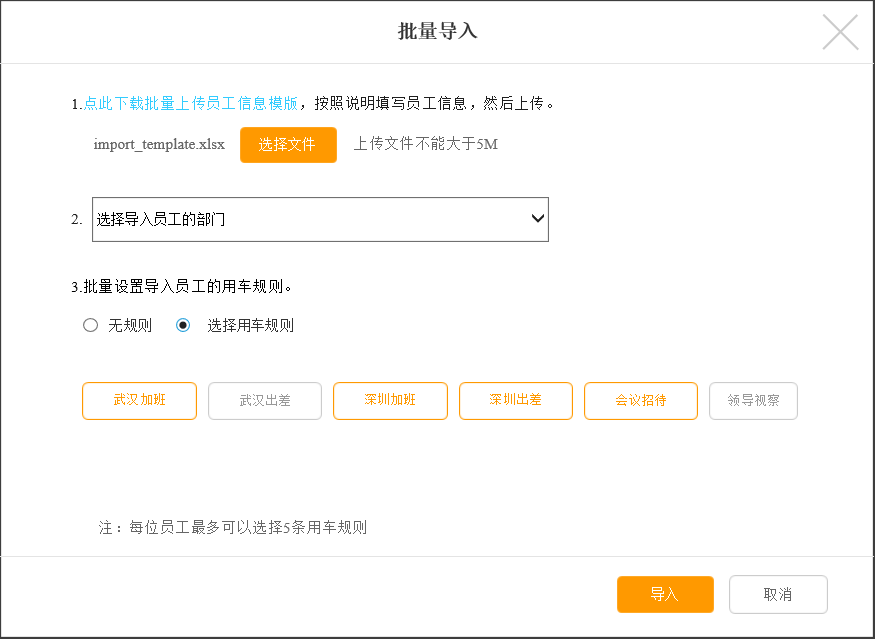 批量导入
1.点此下载批量上传员工信息模版，按照说明填写员工信息，然后上传。
import_template.xlsx 选择文件 上传文件不能大于5M
2. 选择导入员工的部门
3.批量设置导入员工的用车规则。
无规则 选择用车规则
武汉加班 武汉出差 深圳加班 深圳出差 会议招待 领导视察
注：每位员工最多可以选择5条用车规则
导入 取消